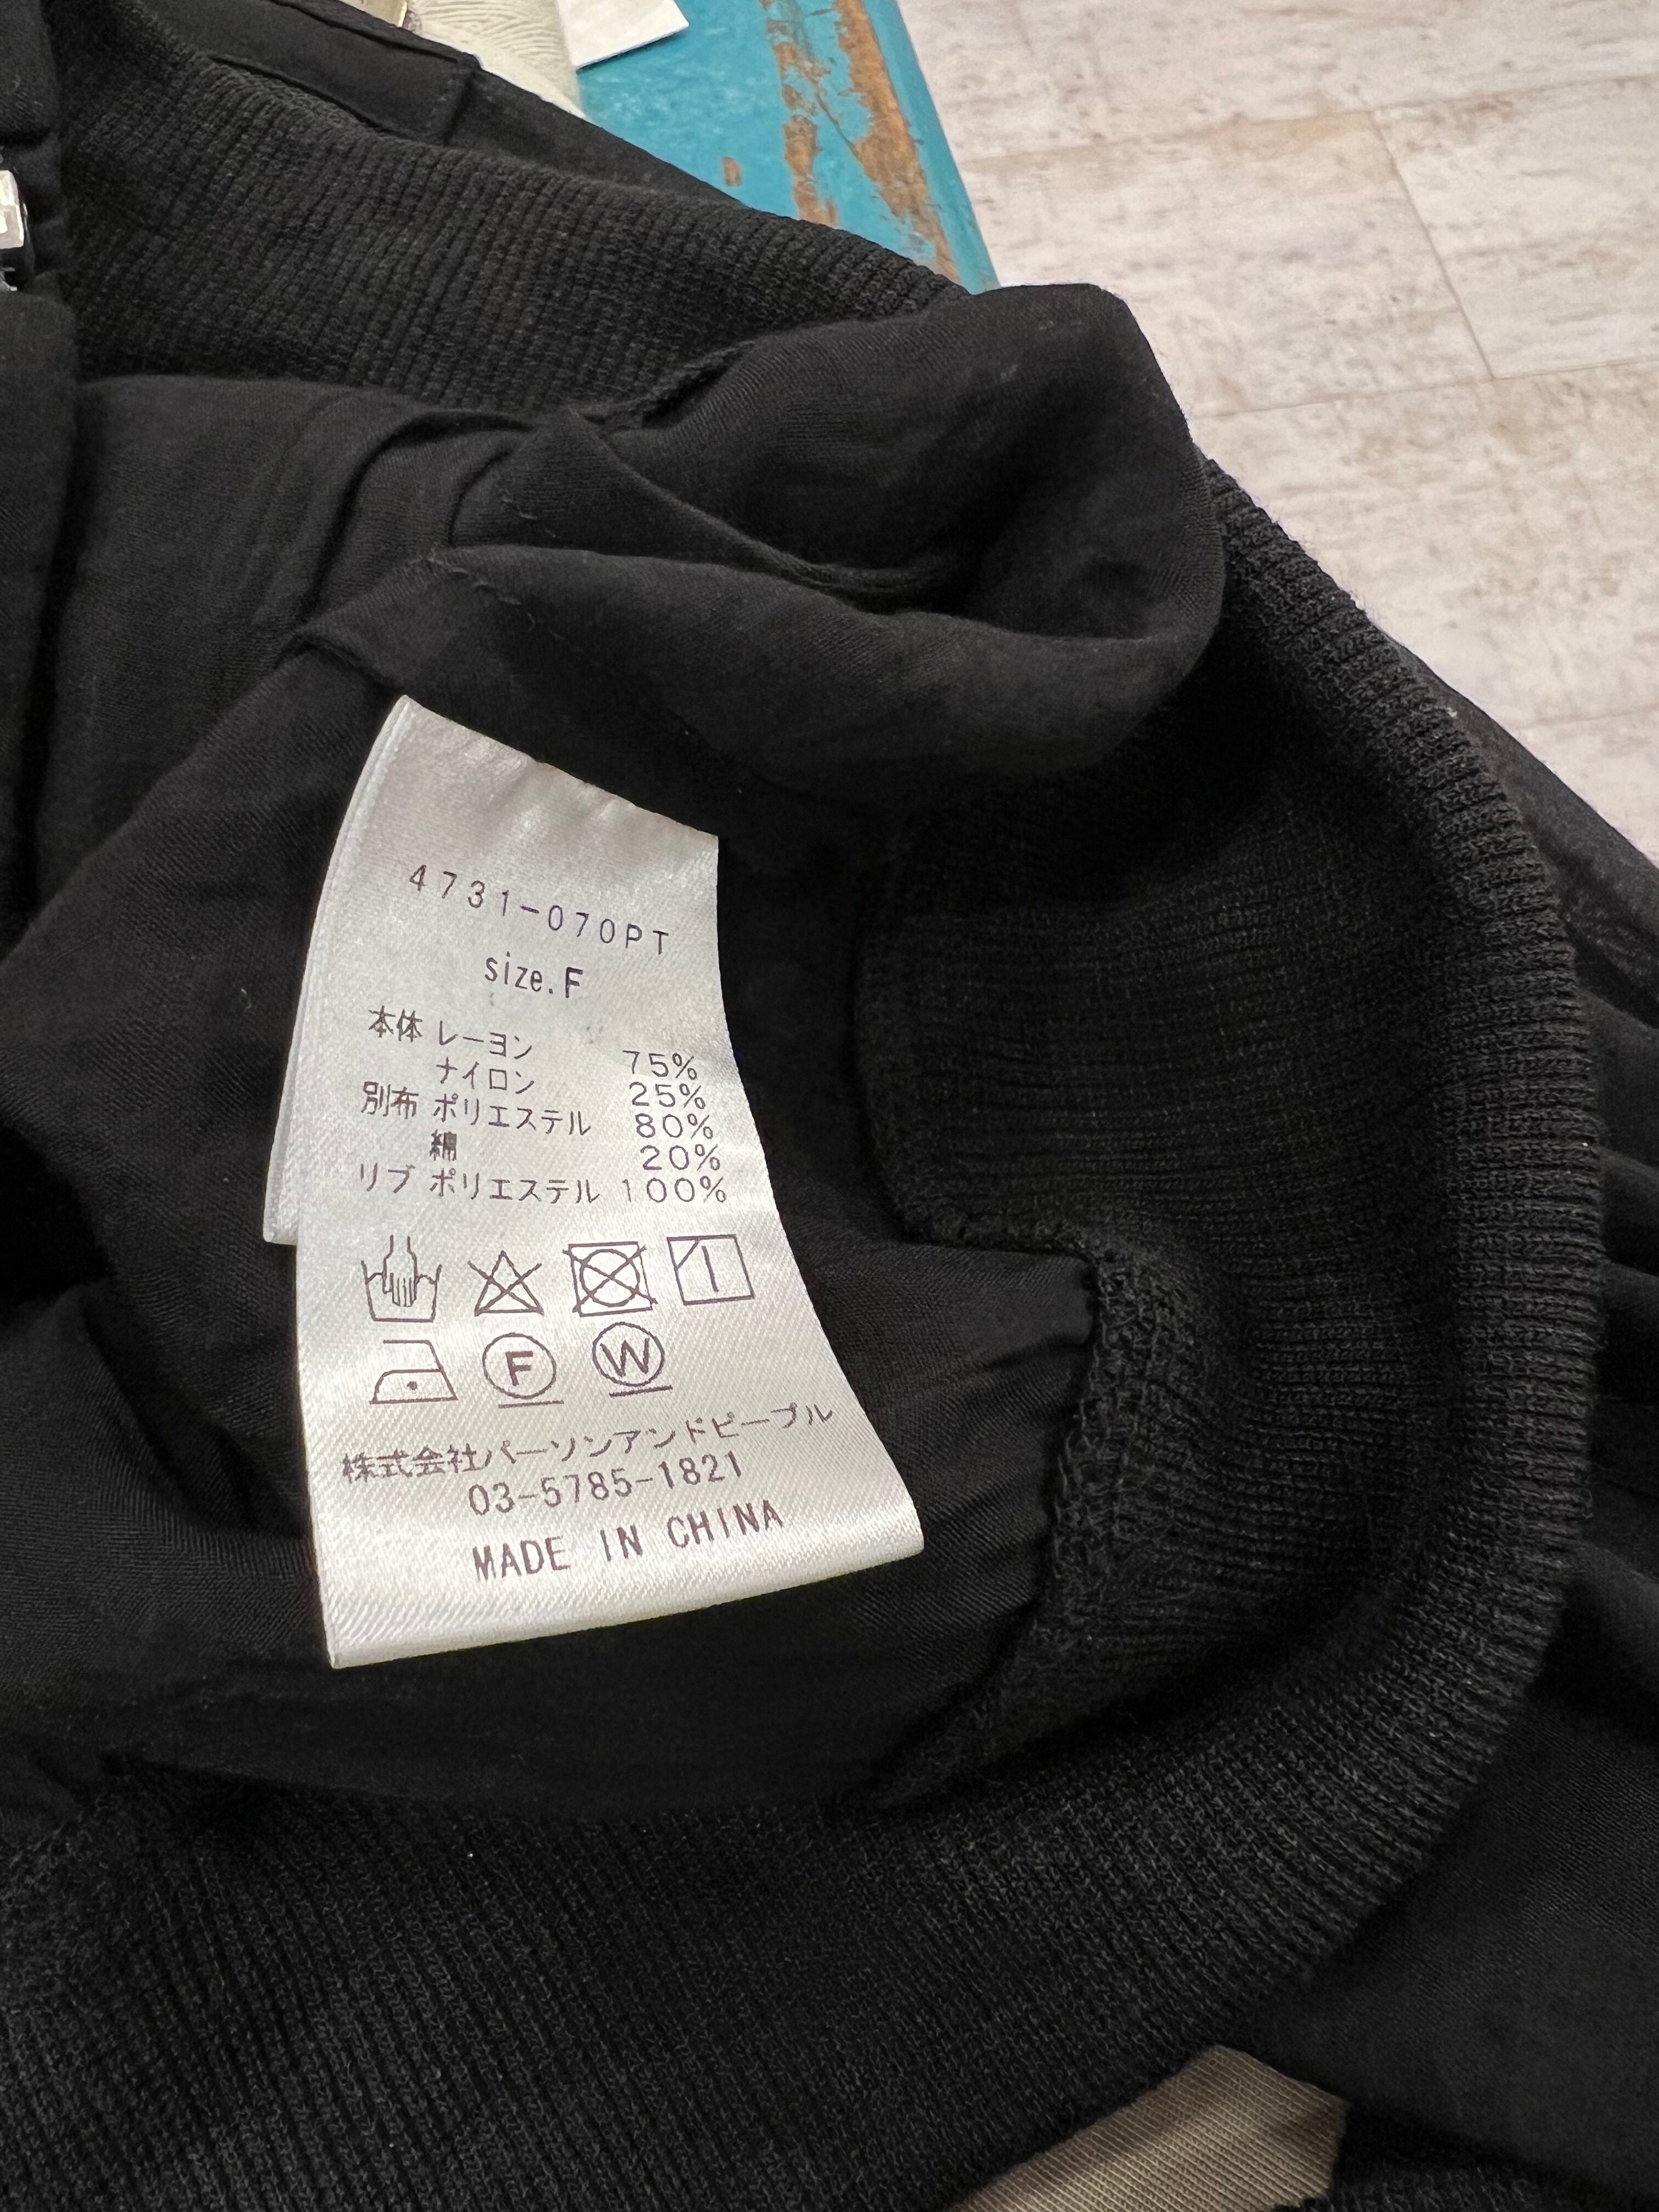 4731-070PT
size.F
本体 レーヨン 75%
ナイロン 25%
別布 ポリエステル 80%
綿 20%
リブ ポリエステル 100%
F W
株式会社パーソンアンドピープル
03-5785-1821
MADE IN CHINA